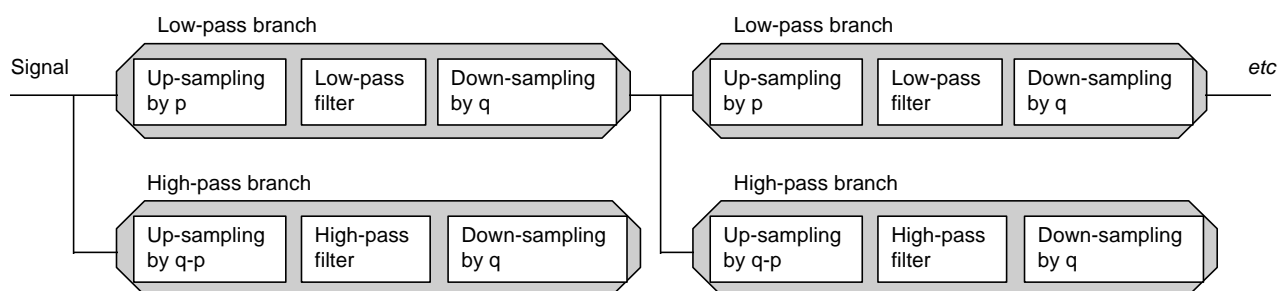 Low-pass branch
Low-pass branch
Signal
etc
Up-sampling
by p
Low-pass
filter
Down-sampling
by q
Up-sampling
by p
Low-pass
filter
Down-sampling
by q
High-pass branch
High-pass branch
Up-sampling
by q-p
High-pass
filter
Down-sampling
by q
Up-sampling
by q-p
High-pass
filter
Down-sampling
by q